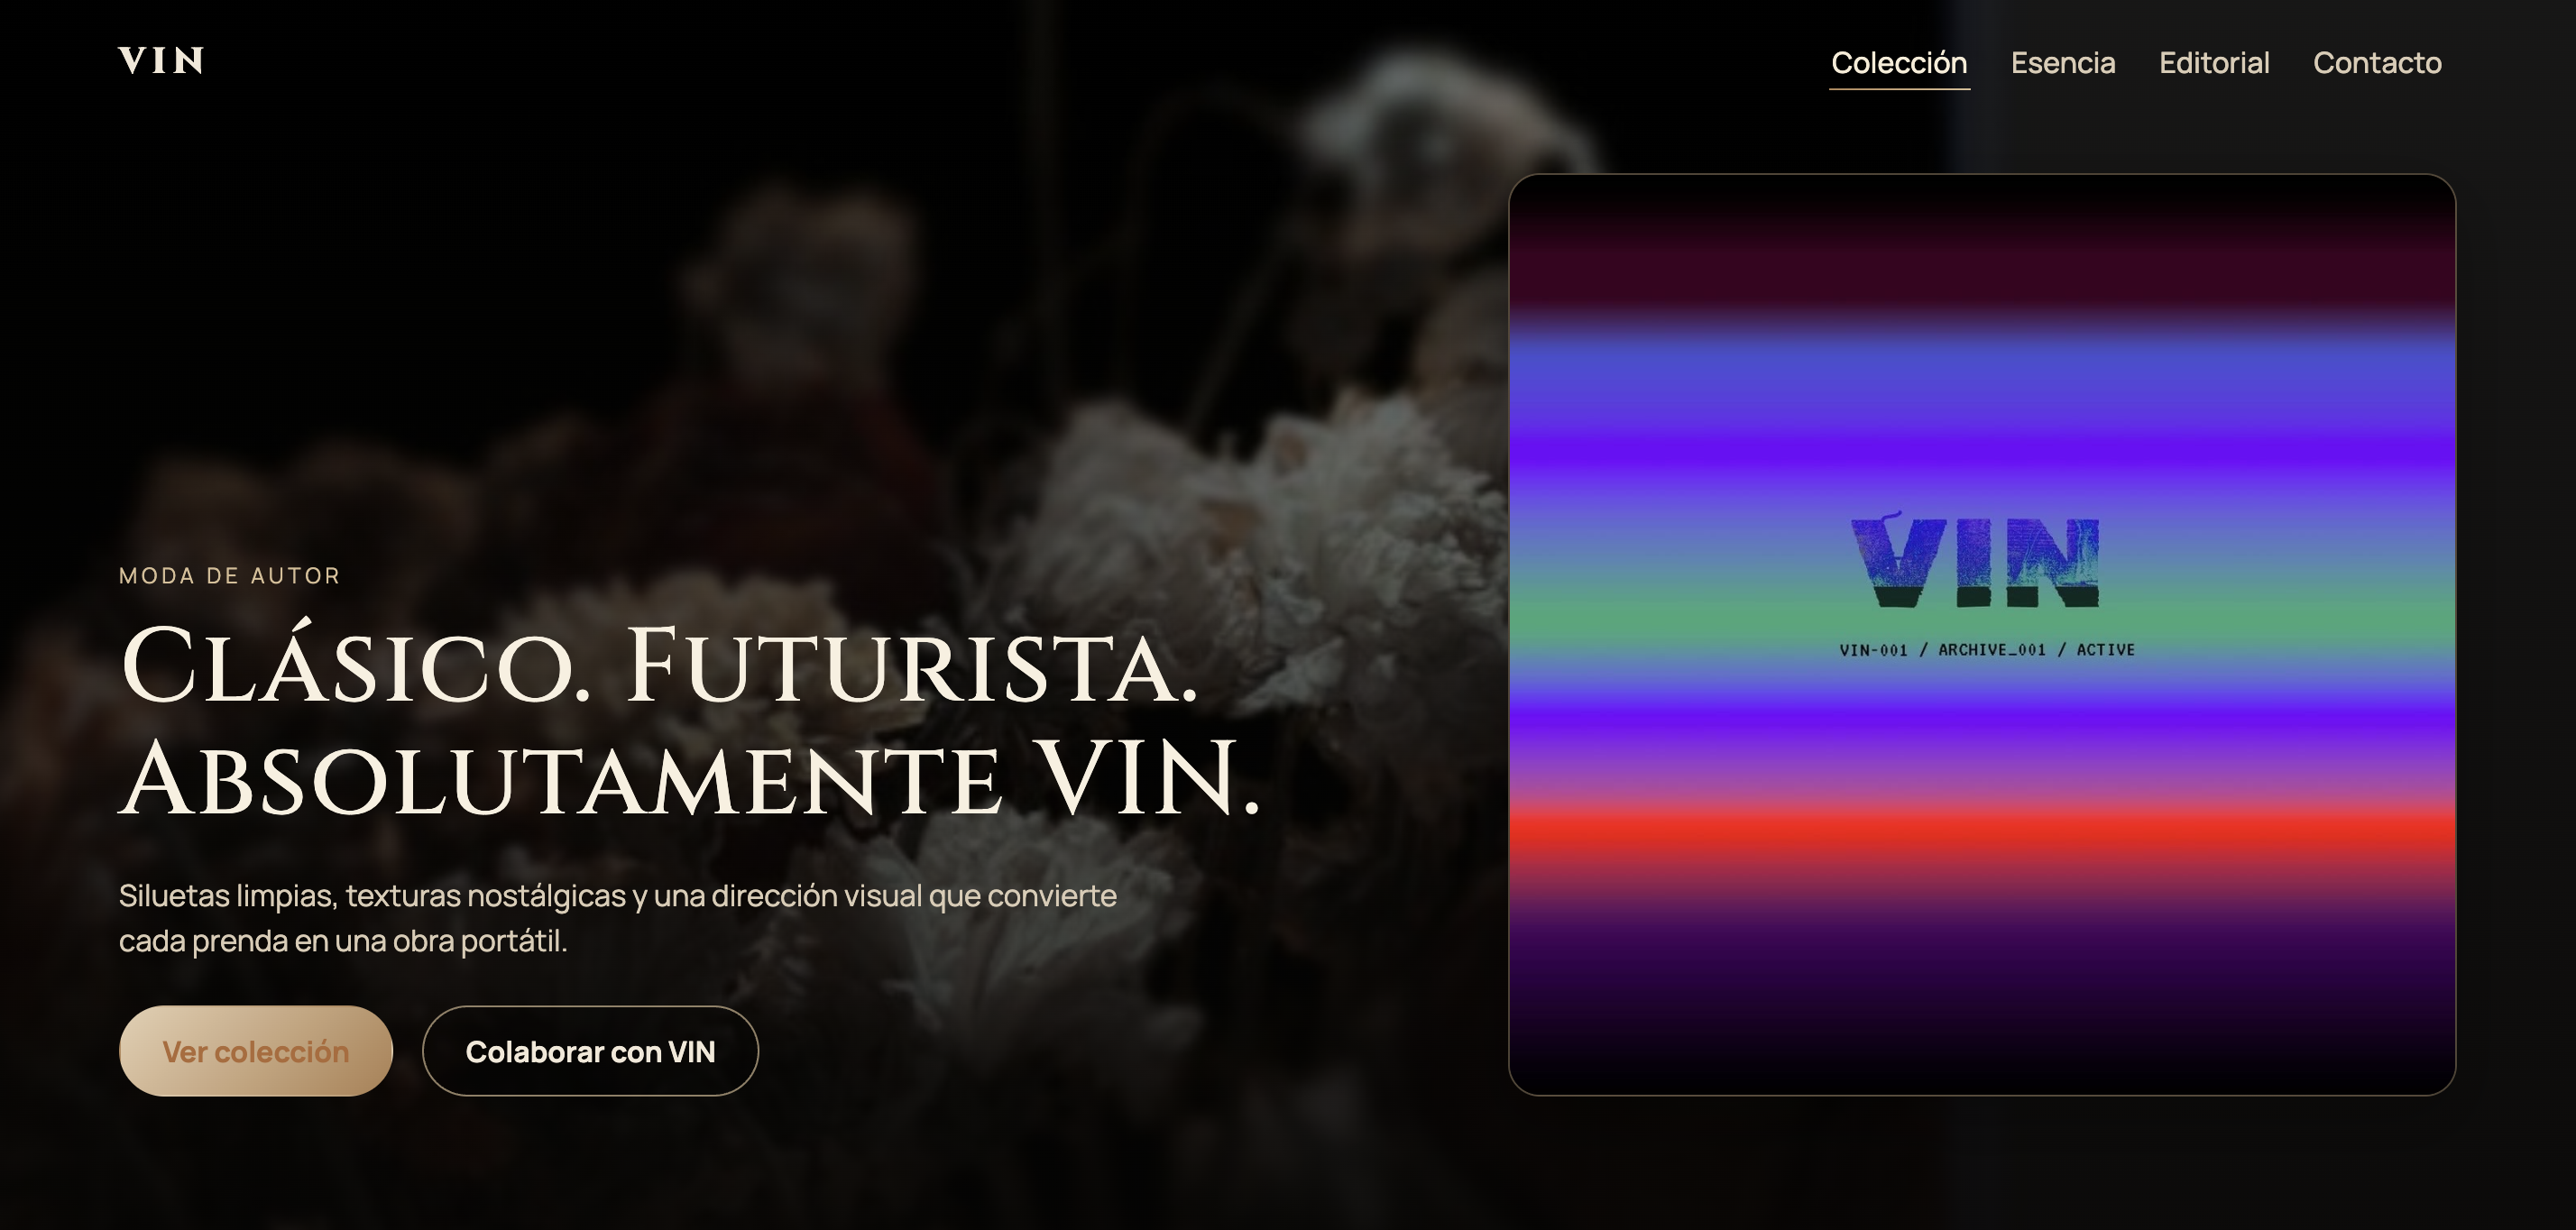 VIN
Colección Esencia Editorial Contacto
MODA DE AUTOR
Clásico. Futurista.
Absolutamente VIN.
Siluetas limpias, texturas nostálgicas y una dirección visual que convierte
cada prenda en una obra portátil.
Ver colección
Colaborar con VIN
VIN
VIN-001 / ARCHIVE_001 / ACTIVE